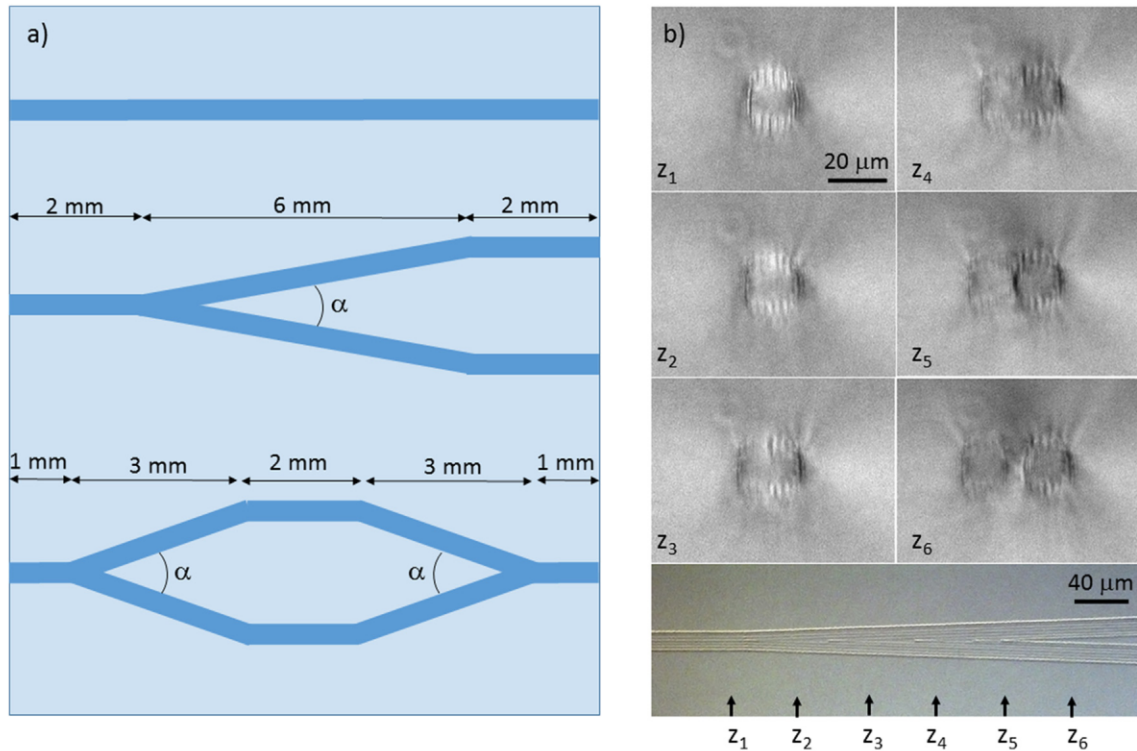 a)
2 mm
6 mm
2 mm
α
1 mm
3 mm
2 mm
3 mm
1 mm
α
α
b)
z1
20 μm
z4
z2
z5
z3
z6
40 μm
z1 z2 z3 z4 z5 z6